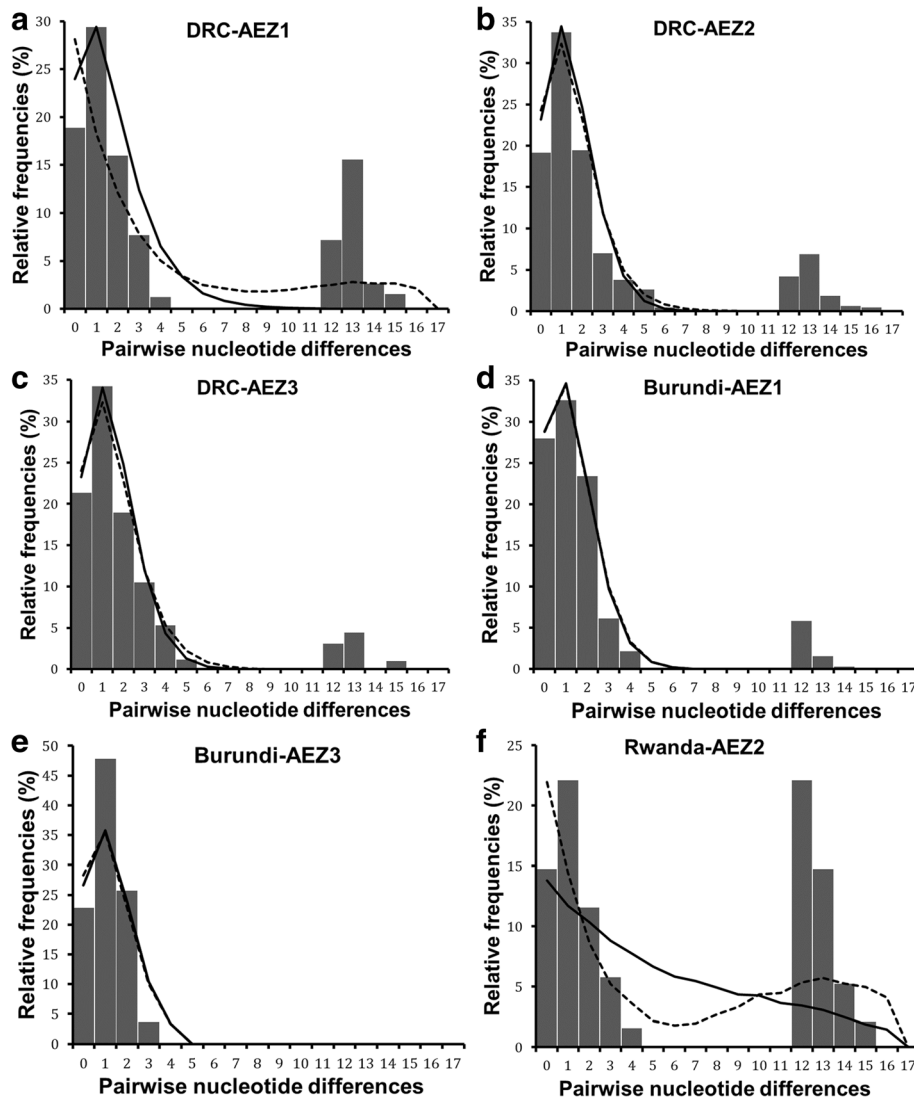 a
DRC-AEZ1
Relative frequencies (%)
30
25
20
15
10
5
0
0 1 2 3 4 5 6 7 8 9 10 11 12 13 14 15 16 17
Pairwise nucleotide differences
b
DRC-AEZ2
Relative frequencies (%)
35
30
25
20
15
10
5
0
0 1 2 3 4 5 6 7 8 9 10 11 12 13 14 15 16 17
Pairwise nucleotide differences
c
DRC-AEZ3
Relative frequencies (%)
35
30
25
20
15
10
5
0
0 1 2 3 4 5 6 7 8 9 10 11 12 13 14 15 16 17
Pairwise nucleotide differences
d
Burundi-AEZ1
Relative frequencies (%)
35
30
25
20
15
10
5
0
0 1 2 3 4 5 6 7 8 9 10 11 12 13 14 15 16 17
Pairwise nucleotide differences
e
Burundi-AEZ3
Relative frequencies (%)
50
45
40
35
30
25
20
15
10
5
0
0 1 2 3 4 5 6 7 8 9 10 11 12 13 14 15 16 17
Pairwise nucleotide differences
f
Rwanda-AEZ2
Relative frequencies (%)
25
20
15
10
5
0
0 1 2 3 4 5 6 7 8 9 10 11 12 13 14 15 16 17
Pairwise nucleotide differences